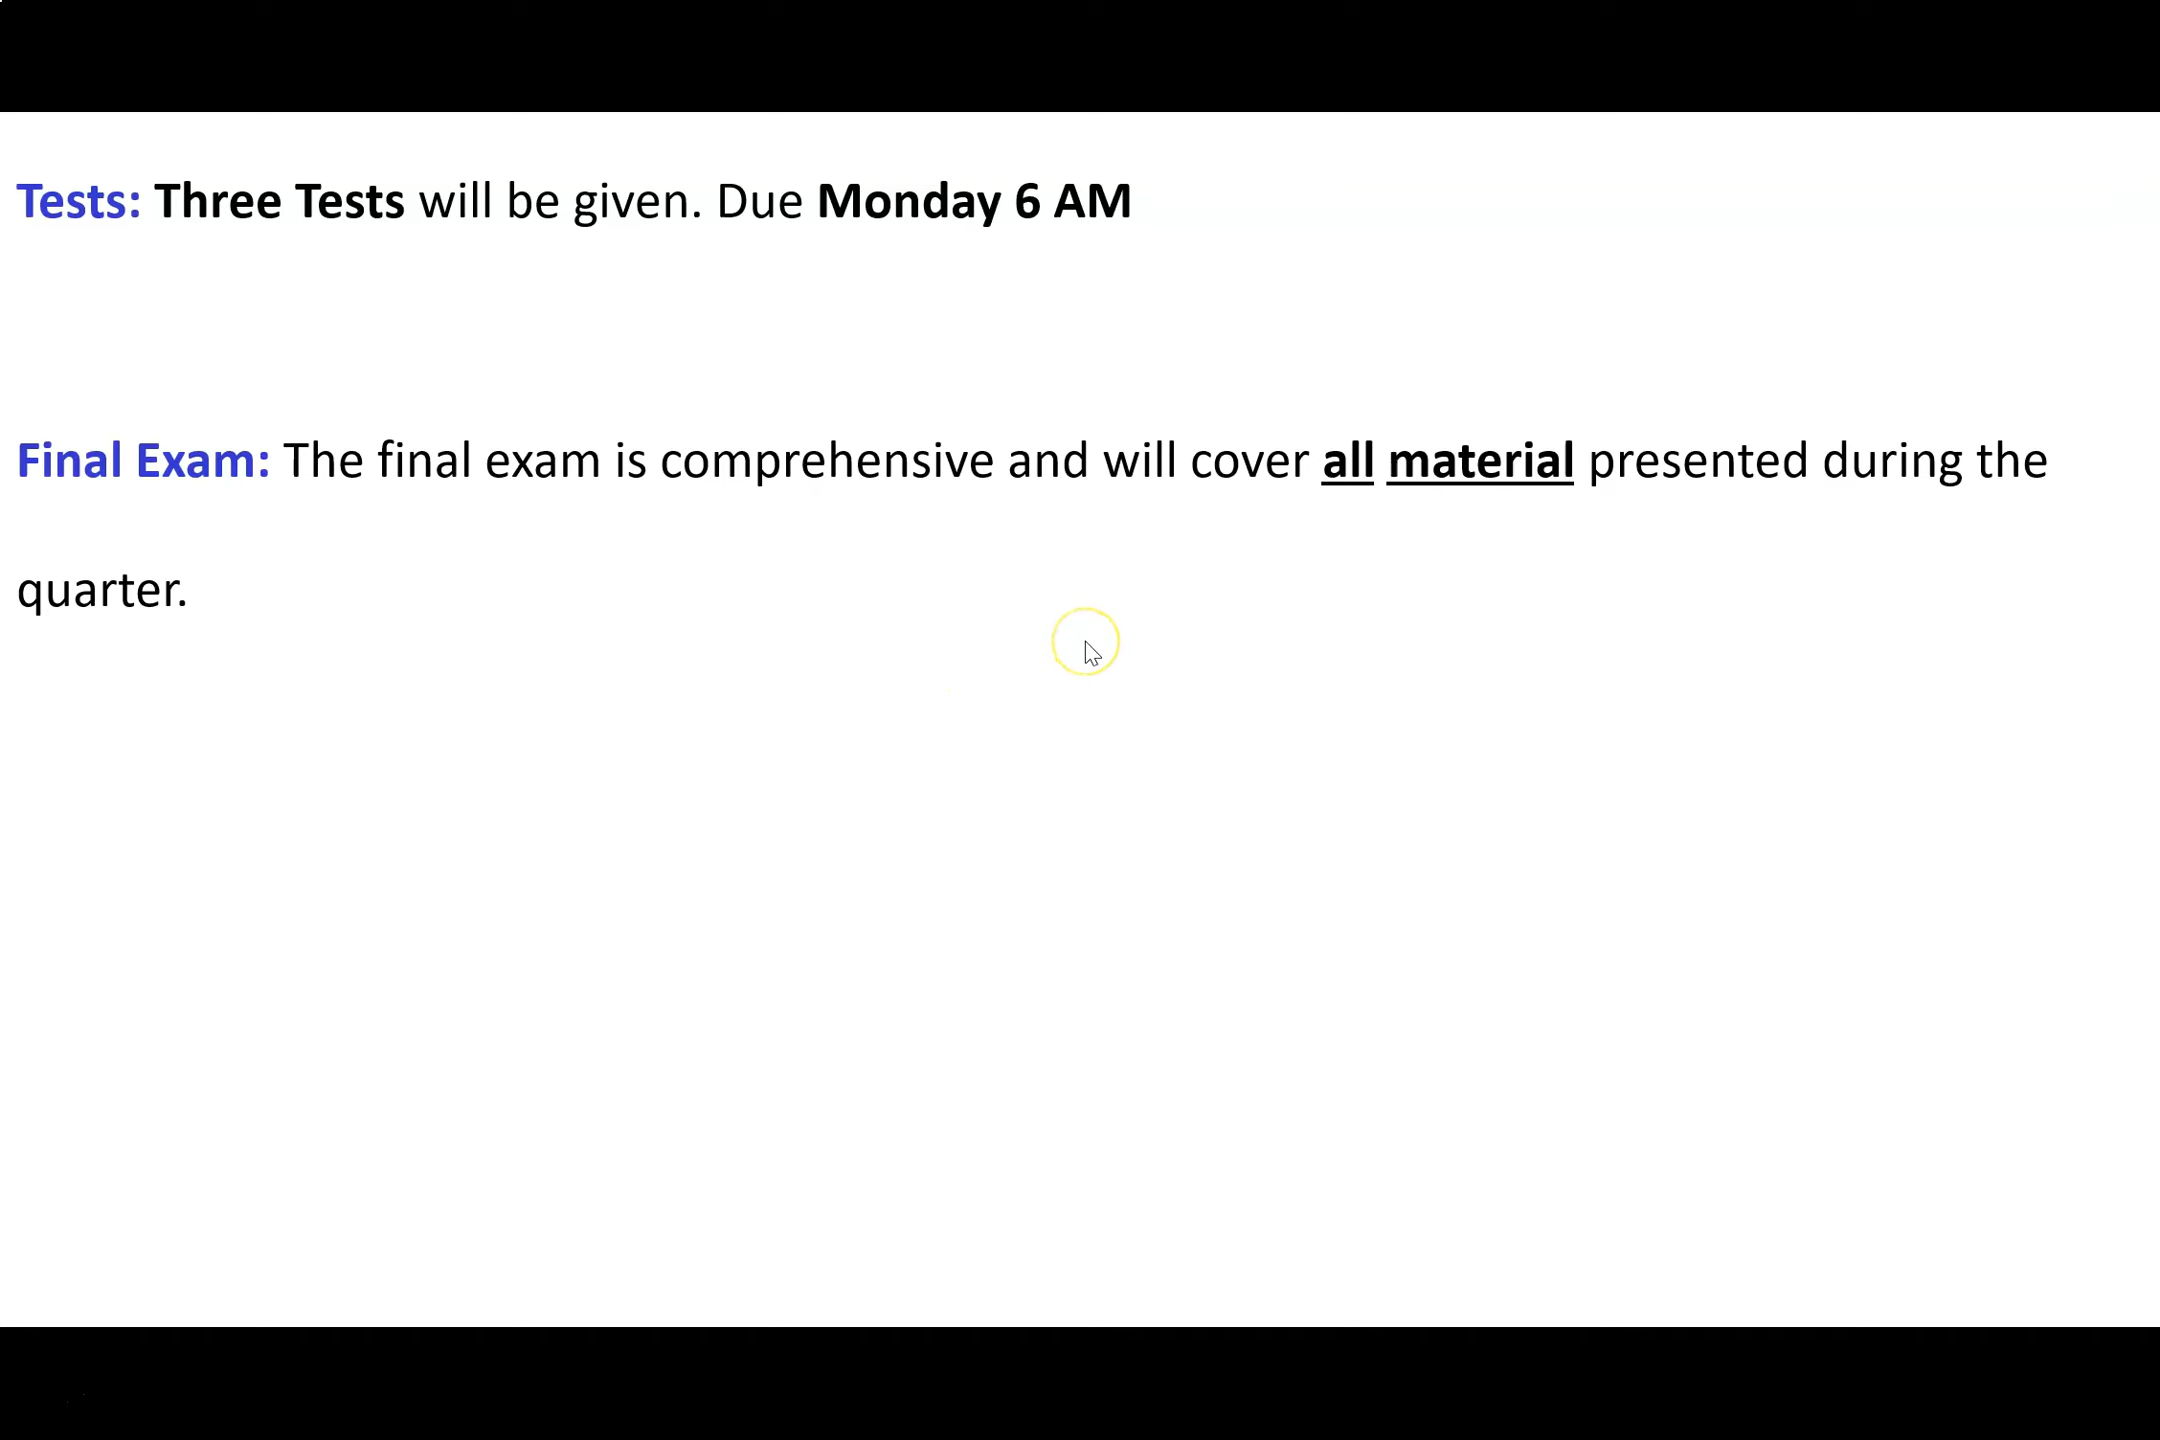 Tests: Three Tests will be given. Due Monday 6 AM
Final Exam: The final exam is comprehensive and will cover all material presented during the
quarter.